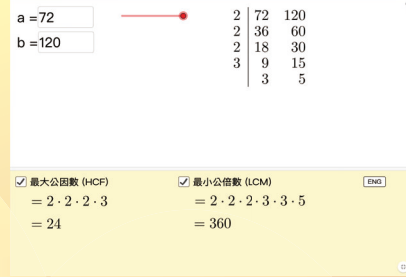 a = 72
b = 120
2 | 72 120
2 | 36 60
2 | 18 30
3 | 9 15
3 5
最大公因數 (HCF)
= 2 · 2 · 2 · 3
= 24
最小公倍數 (LCM)
= 2 · 2 · 2 · 3 · 3 · 5
= 360
ENG